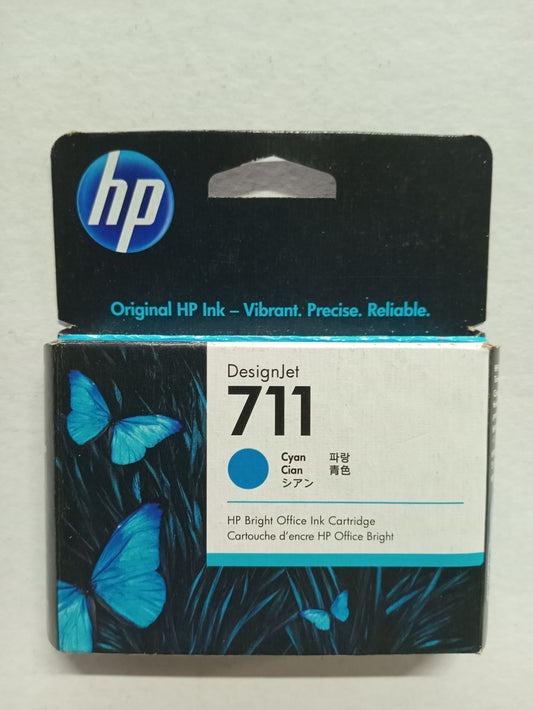 hp
Original HP Ink – Vibrant. Precise. Reliable.
DesignJet
711
Cyan 파랑
Cian 青色
シアン
HP Bright Office Ink Cartridge
Cartouche d'encre HP Office Bright